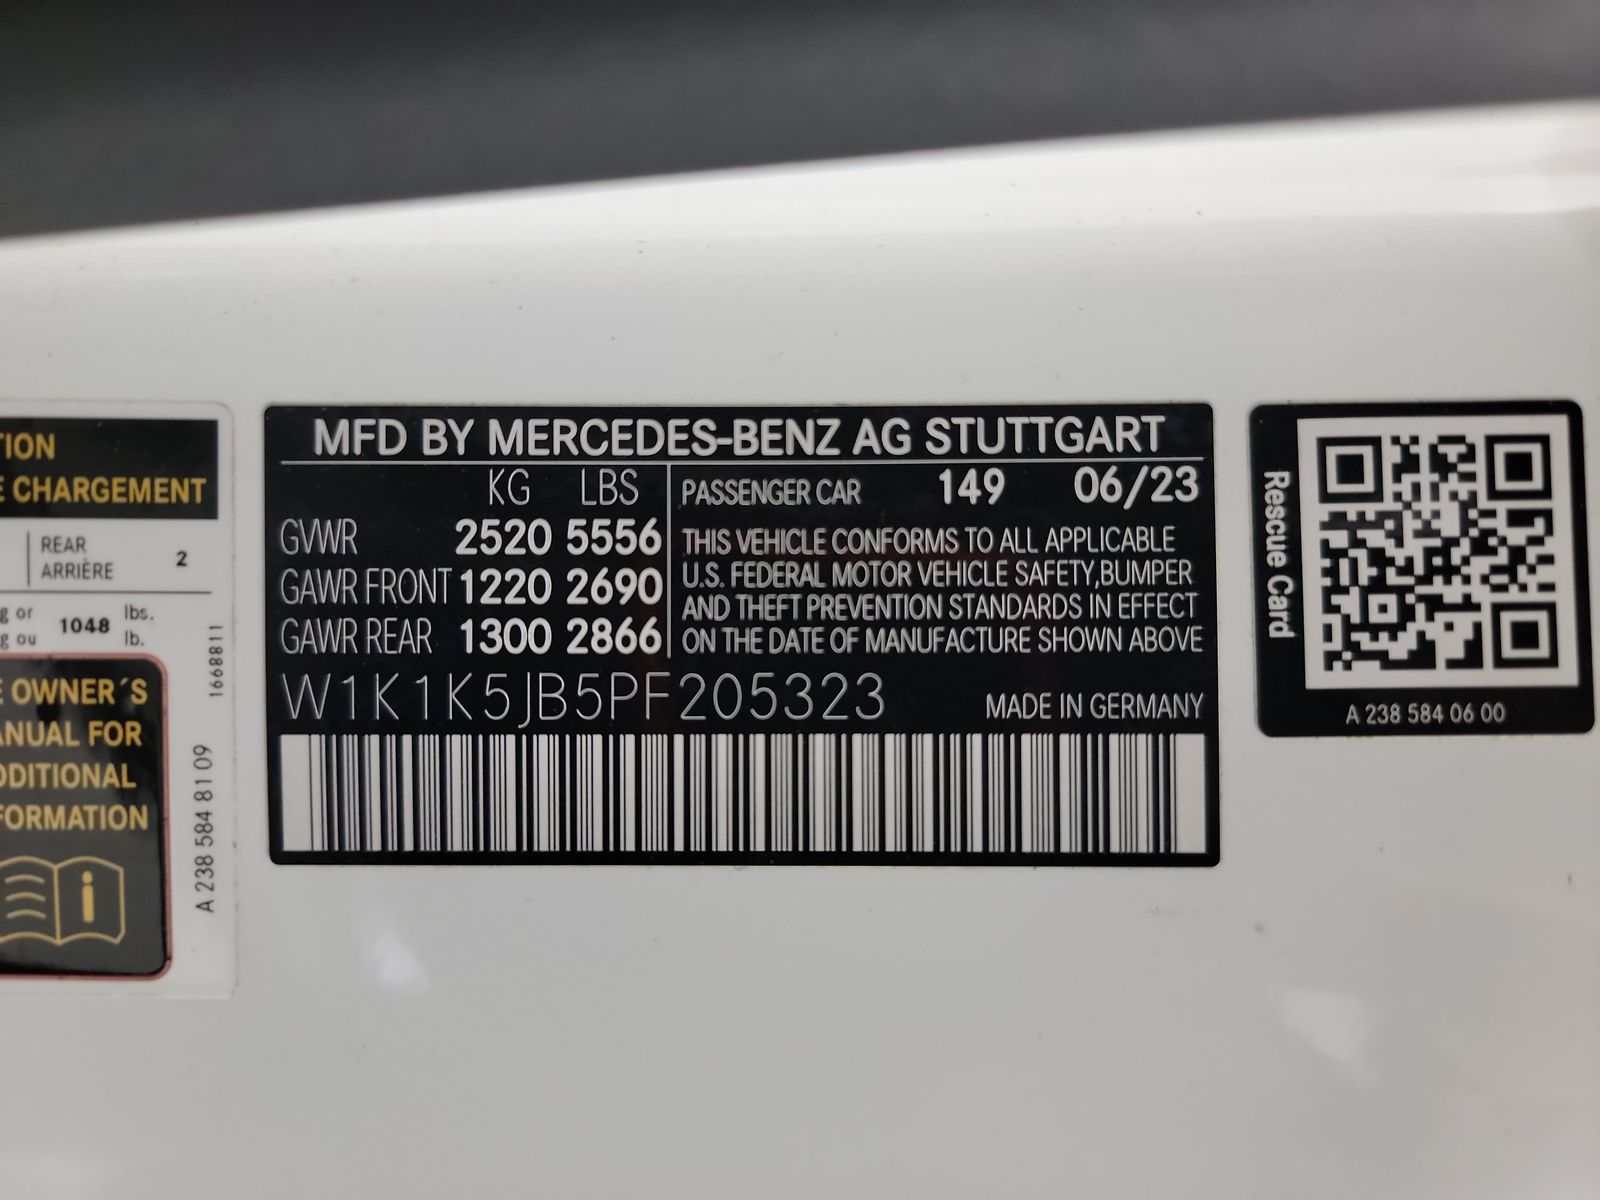 TION
E CHARGEMENT
REAR 2
ARRIÈRE
g or 1048 lbs.
g ou lb.
1668811
E OWNER´S
ANUAL FOR
DDITIONAL
FORMATION
i
A 238 584 81 09
MFD BY MERCEDES-BENZ AG STUTTGART
KG LBS
GVWR 2520 5556
GAWR FRONT 1220 2690
GAWR REAR 1300 2866
PASSENGER CAR 149 06/23
THIS VEHICLE CONFORMS TO ALL APPLICABLE
U.S. FEDERAL MOTOR VEHICLE SAFETY,BUMPER
AND THEFT PREVENTION STANDARDS IN EFFECT
ON THE DATE OF MANUFACTURE SHOWN ABOVE
W1K1K5JB5PF205323
MADE IN GERMANY
Rescue Card
A 238 584 06 00